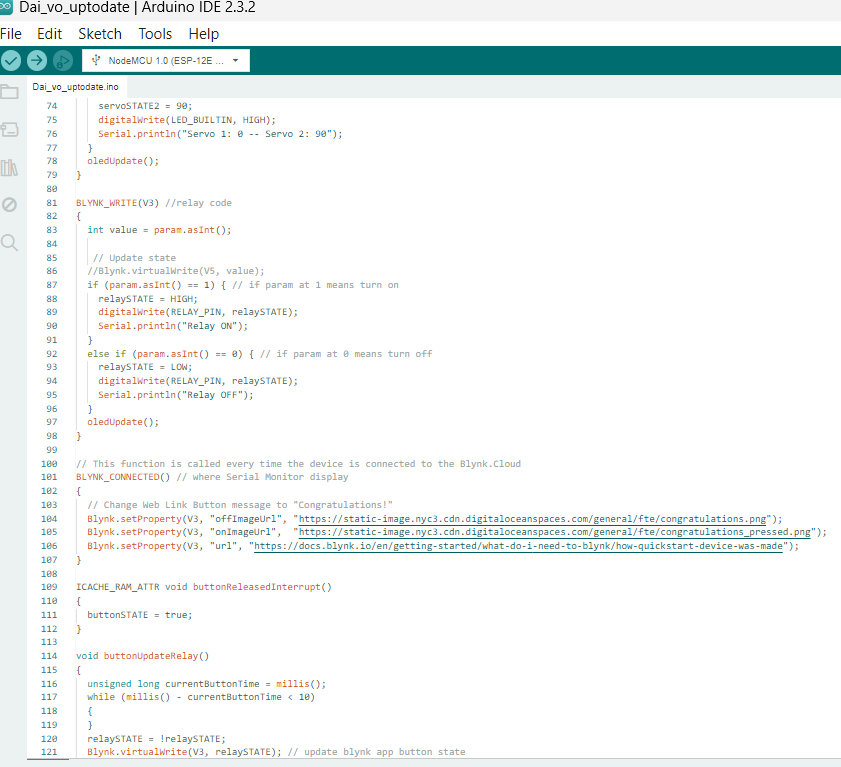 Dai_vo_uptodate | Arduino IDE 2.3.2
File Edit Sketch Tools Help
NodeMCU 1.0 (ESP-12E ...
Dai_vo_uptodate.ino
74 servoSTATE2 = 90;
75 digitalWrite(LED_BUILTIN, HIGH);
76 Serial.println("Servo 1: 0 -- Servo 2: 90");
77 }
78 oledUpdate();
79 }
80
81 BLYNK_WRITE(V3) //relay code
82 {
83 int value = param.asInt();
84
85 // Update state
86 //Blynk.virtualWrite(V5, value);
87 if (param.asInt() == 1) { // if param at 1 means turn on
88 relaySTATE = HIGH;
89 digitalWrite(RELAY_PIN, relaySTATE);
90 Serial.println("Relay ON");
91 }
92 else if (param.asInt() == 0) { // if param at 0 means turn off
93 relaySTATE = LOW;
94 digitalWrite(RELAY_PIN, relaySTATE);
95 Serial.println("Relay OFF");
96 }
97 oledUpdate();
98 }
99
100 // This function is called every time the device is connected to the Blynk.Cloud
101 BLYNK_CONNECTED() // where Serial Monitor display
102 {
103 // Change Web Link Button message to "Congratulations!"
104 Blynk.setProperty(V3, "offImageUrl", "https://static-image.nyc3.cdn.digitaloceanspaces.com/general/fte/congratulations.png");
105 Blynk.setProperty(V3, "onImageUrl", "https://static-image.nyc3.cdn.digitaloceanspaces.com/general/fte/congratulations_pressed.png");
106 Blynk.setProperty(V3, "url", "https://docs.blynk.io/en/getting-started/what-do-i-need-to-blynk/how-quickstart-device-was-made");
107 }
108
109 ICACHE_RAM_ATTR void buttonReleasedInterrupt()
110 {
111 buttonSTATE = true;
112 }
113
114 void buttonUpdateRelay()
115 {
116 unsigned long currentButtonTime = millis();
117 while (millis() - currentButtonTime < 10)
118 {
119 }
120 relaySTATE = !relaySTATE;
121 Blynk.virtualWrite(V3, relaySTATE); // update blynk app button state